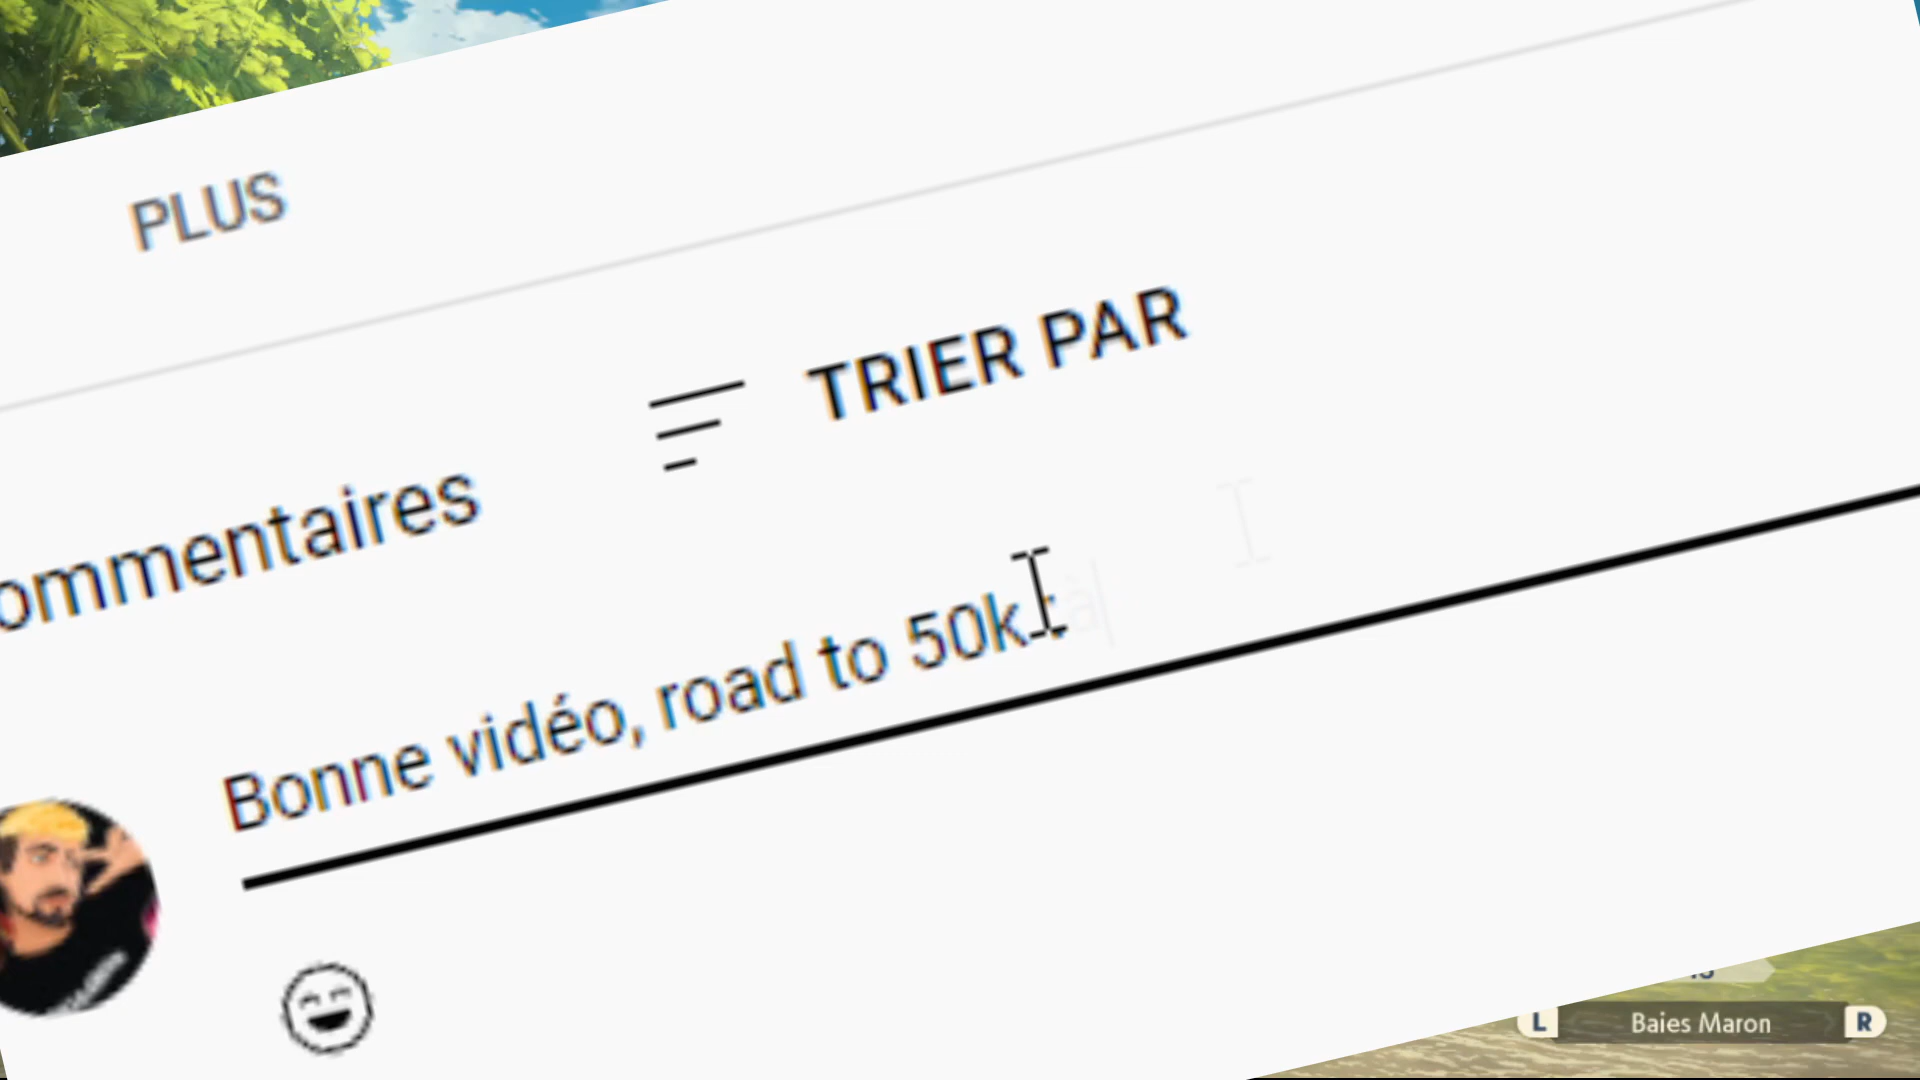 PLUS
TRIER PAR
ommentaires
Bonne vidéo, road to 50k
L Baies Maron R